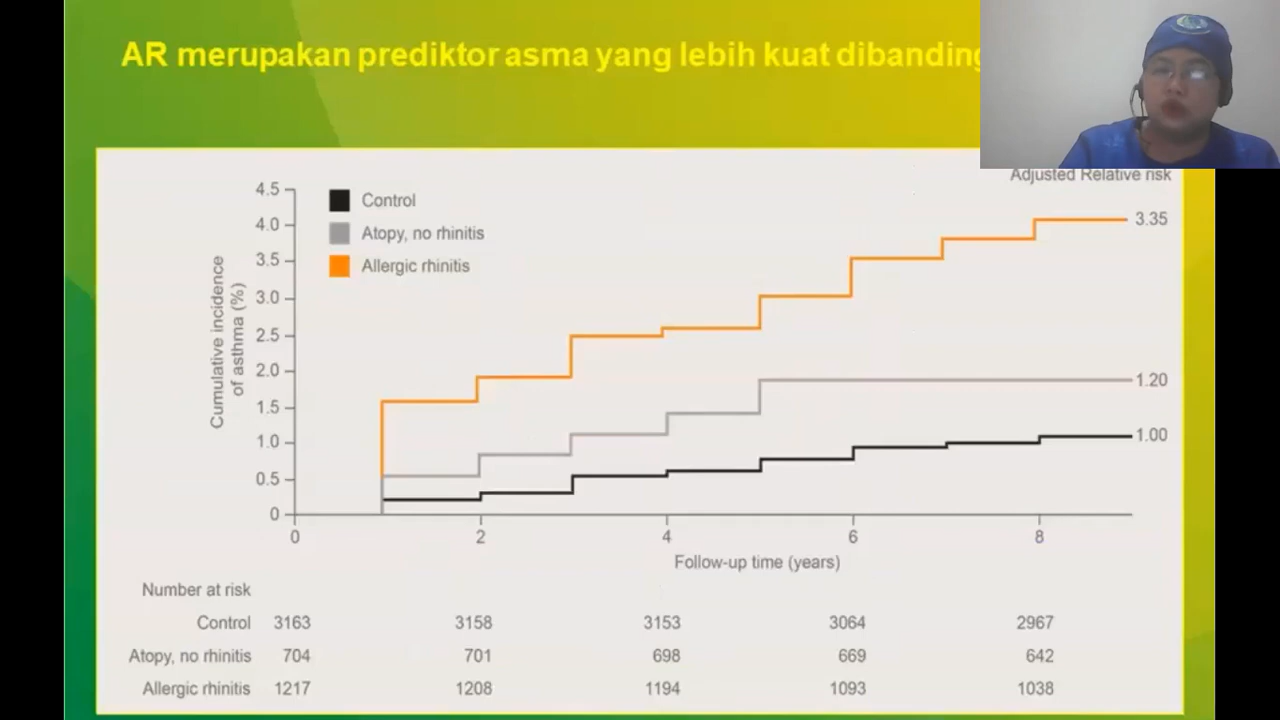 AR merupakan prediktor asma yang lebih kuat dibanding
Adjusted Relative risk
4.5
4.0
3.5
3.0
2.5
2.0
1.5
1.0
0.5
0
Cumulative incidence
of asthma (%)
Control
Atopy, no rhinitis
Allergic rhinitis
3.35
1.20
1.00
0 2 4 6 8
Follow-up time (years)
Number at risk
Control 3163 3158 3153 3064 2967
Atopy, no rhinitis 704 701 698 669 642
Allergic rhinitis 1217 1208 1194 1093 1038